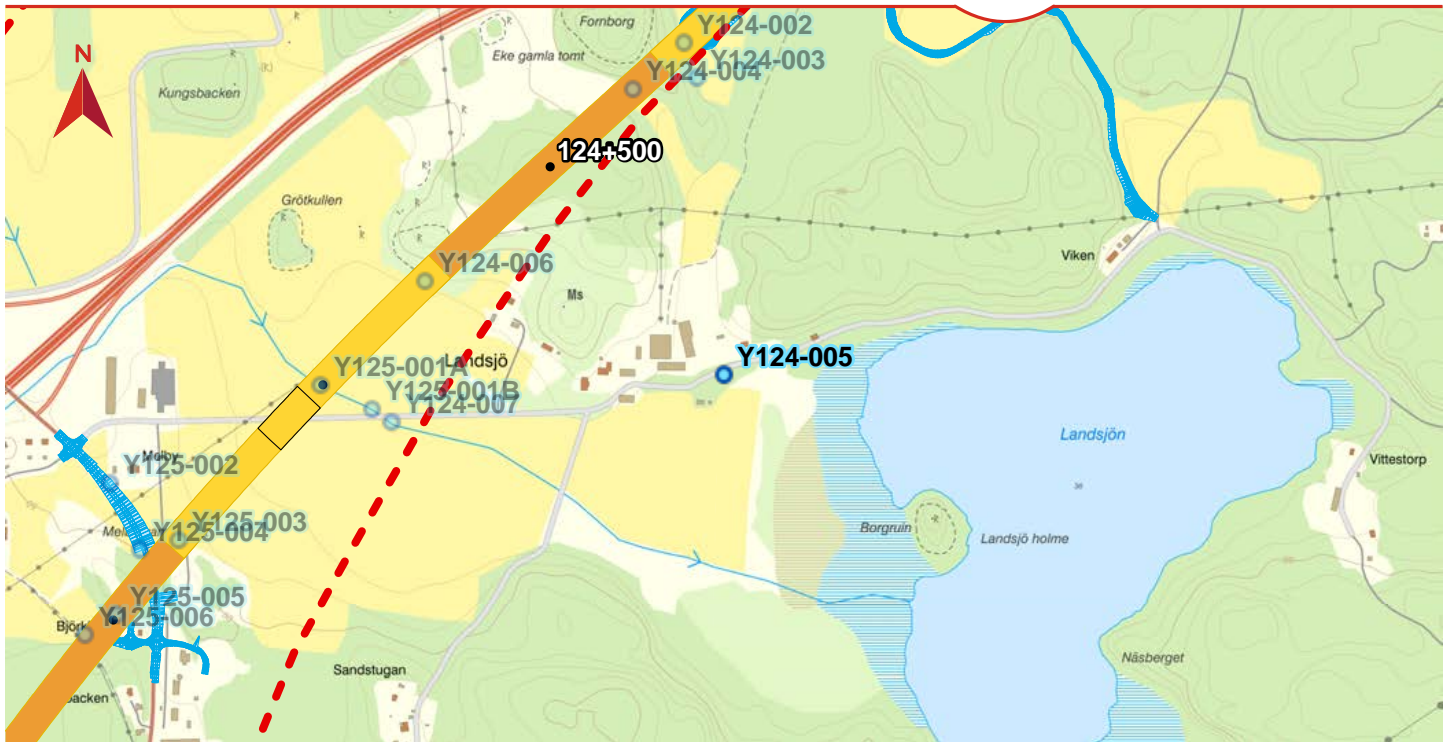 Fornborg
Y124-002
Eke gamla tomt
Y124-003
Y124-004
N
Kungsbacken
124+500
Grötkullen
Viken
Y124-006
Ms
Y124-005
Landsjö
Y125-001A
Y125-001B
Y124-007
Landsjön
Melby
Y125-002
Vittestorp
Y125-003
Borgruin
Y125-004
Landsjö holme
Y125-005
Y125-006
Björk
Näsberget
Sandstugan
backen